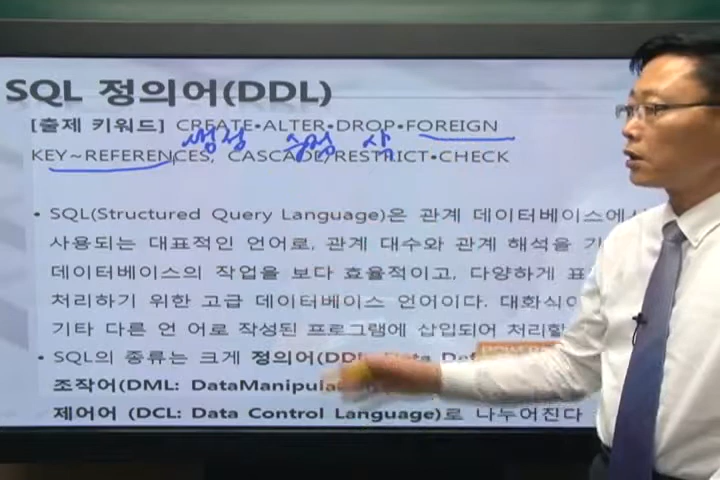 SQL 정의어(DDL)
[출제 키워드] CREATE•ALTER•DROP•FOREIGN
생성 수정 삭
KEY~REFERENCES, CASCADE/RESTRICT•CHECK
• SQL(Structured Query Language)은 관계 데이터베이스에서
사용되는 대표적인 언어로, 관계 대수와 관계 해석을 기
데이터베이스의 작업을 보다 효율적이고, 다양하게 표
처리하기 위한 고급 데이터베이스 언어이다. 대화식이
기타 다른 언 어로 작성된 프로그램에 삽입되어 처리할
• SQL의 종류는 크게 정의어(DDL: Data Def
조작어(DML: DataManipula
제어어 (DCL: Data Control Language)로 나누어진다